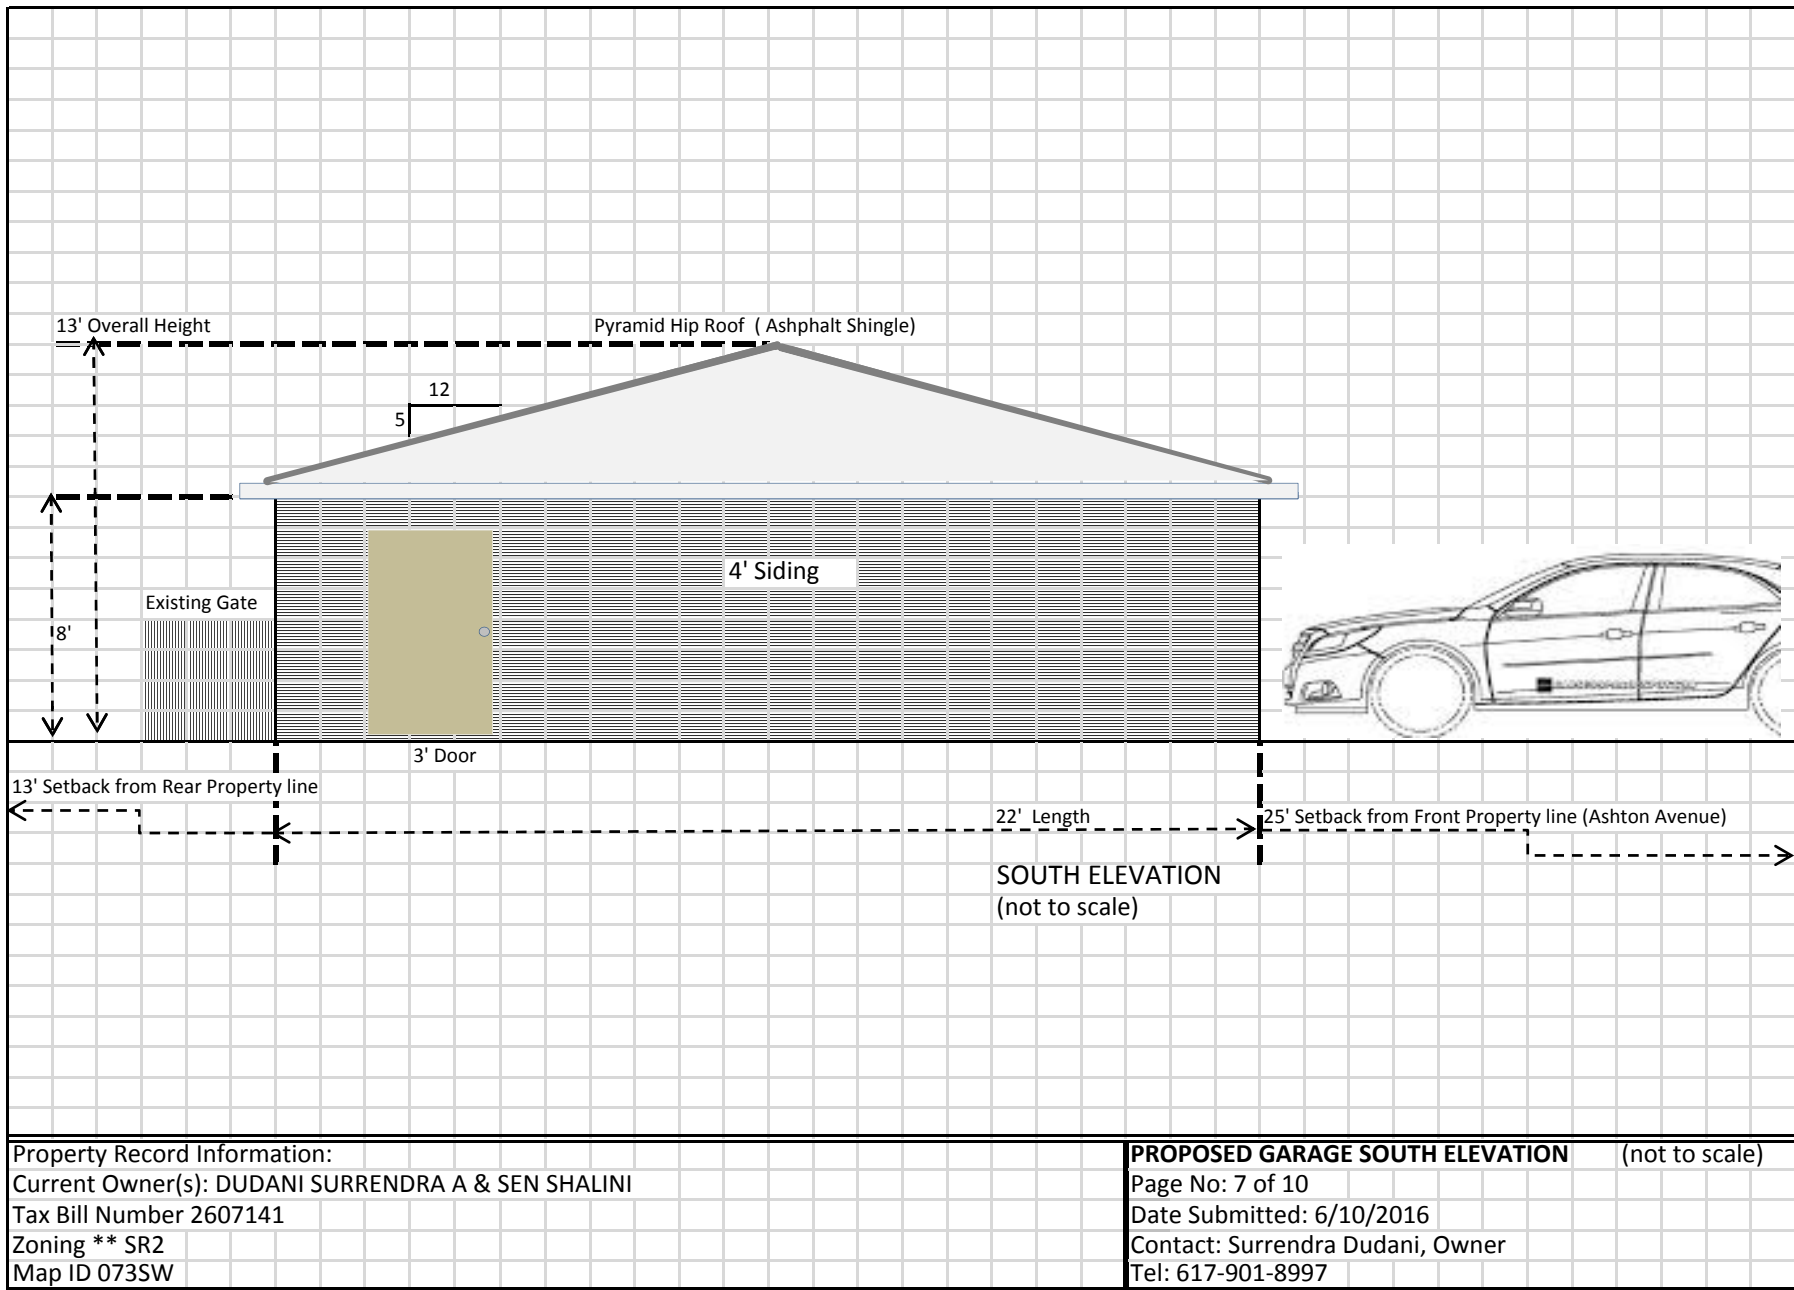 13' Overall Height
Pyramid Hip Roof ( Ashphalt Shingle)
12
5
4' Siding
Existing Gate
8'
3' Door
13' Setback from Rear Property line
22' Length
25' Setback from Front Property line (Ashton Avenue)
SOUTH ELEVATION
(not to scale)
Property Record Information:
Current Owner(s): DUDANI SURRENDRA A & SEN SHALINI
Tax Bill Number 2607141
Zoning ** SR2
Map ID 073SW
PROPOSED GARAGE SOUTH ELEVATION (not to scale)
Page No: 7 of 10
Date Submitted: 6/10/2016
Contact: Surrendra Dudani, Owner
Tel: 617-901-8997